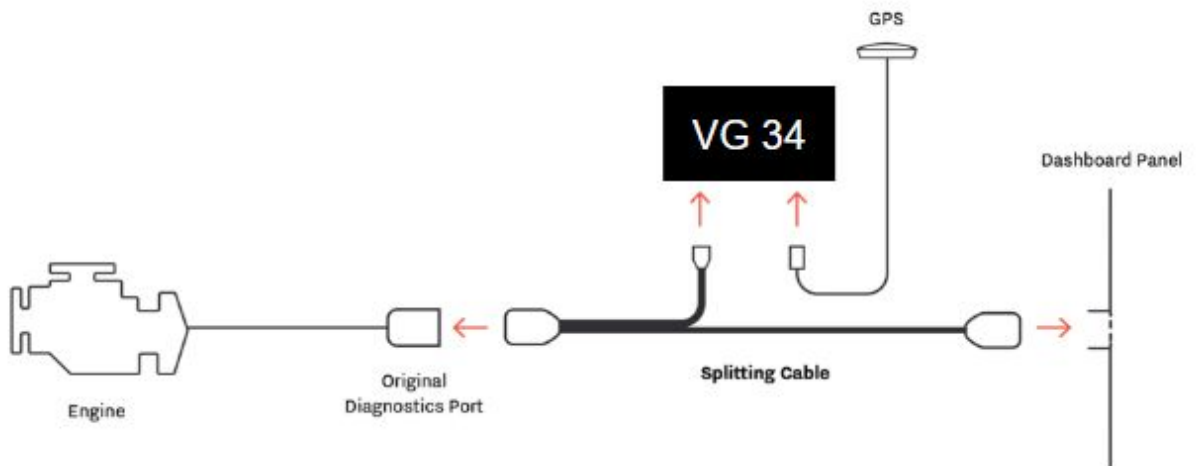 GPS
VG 34
Dashboard Panel
Splitting Cable
Original
Diagnostics Port
Engine